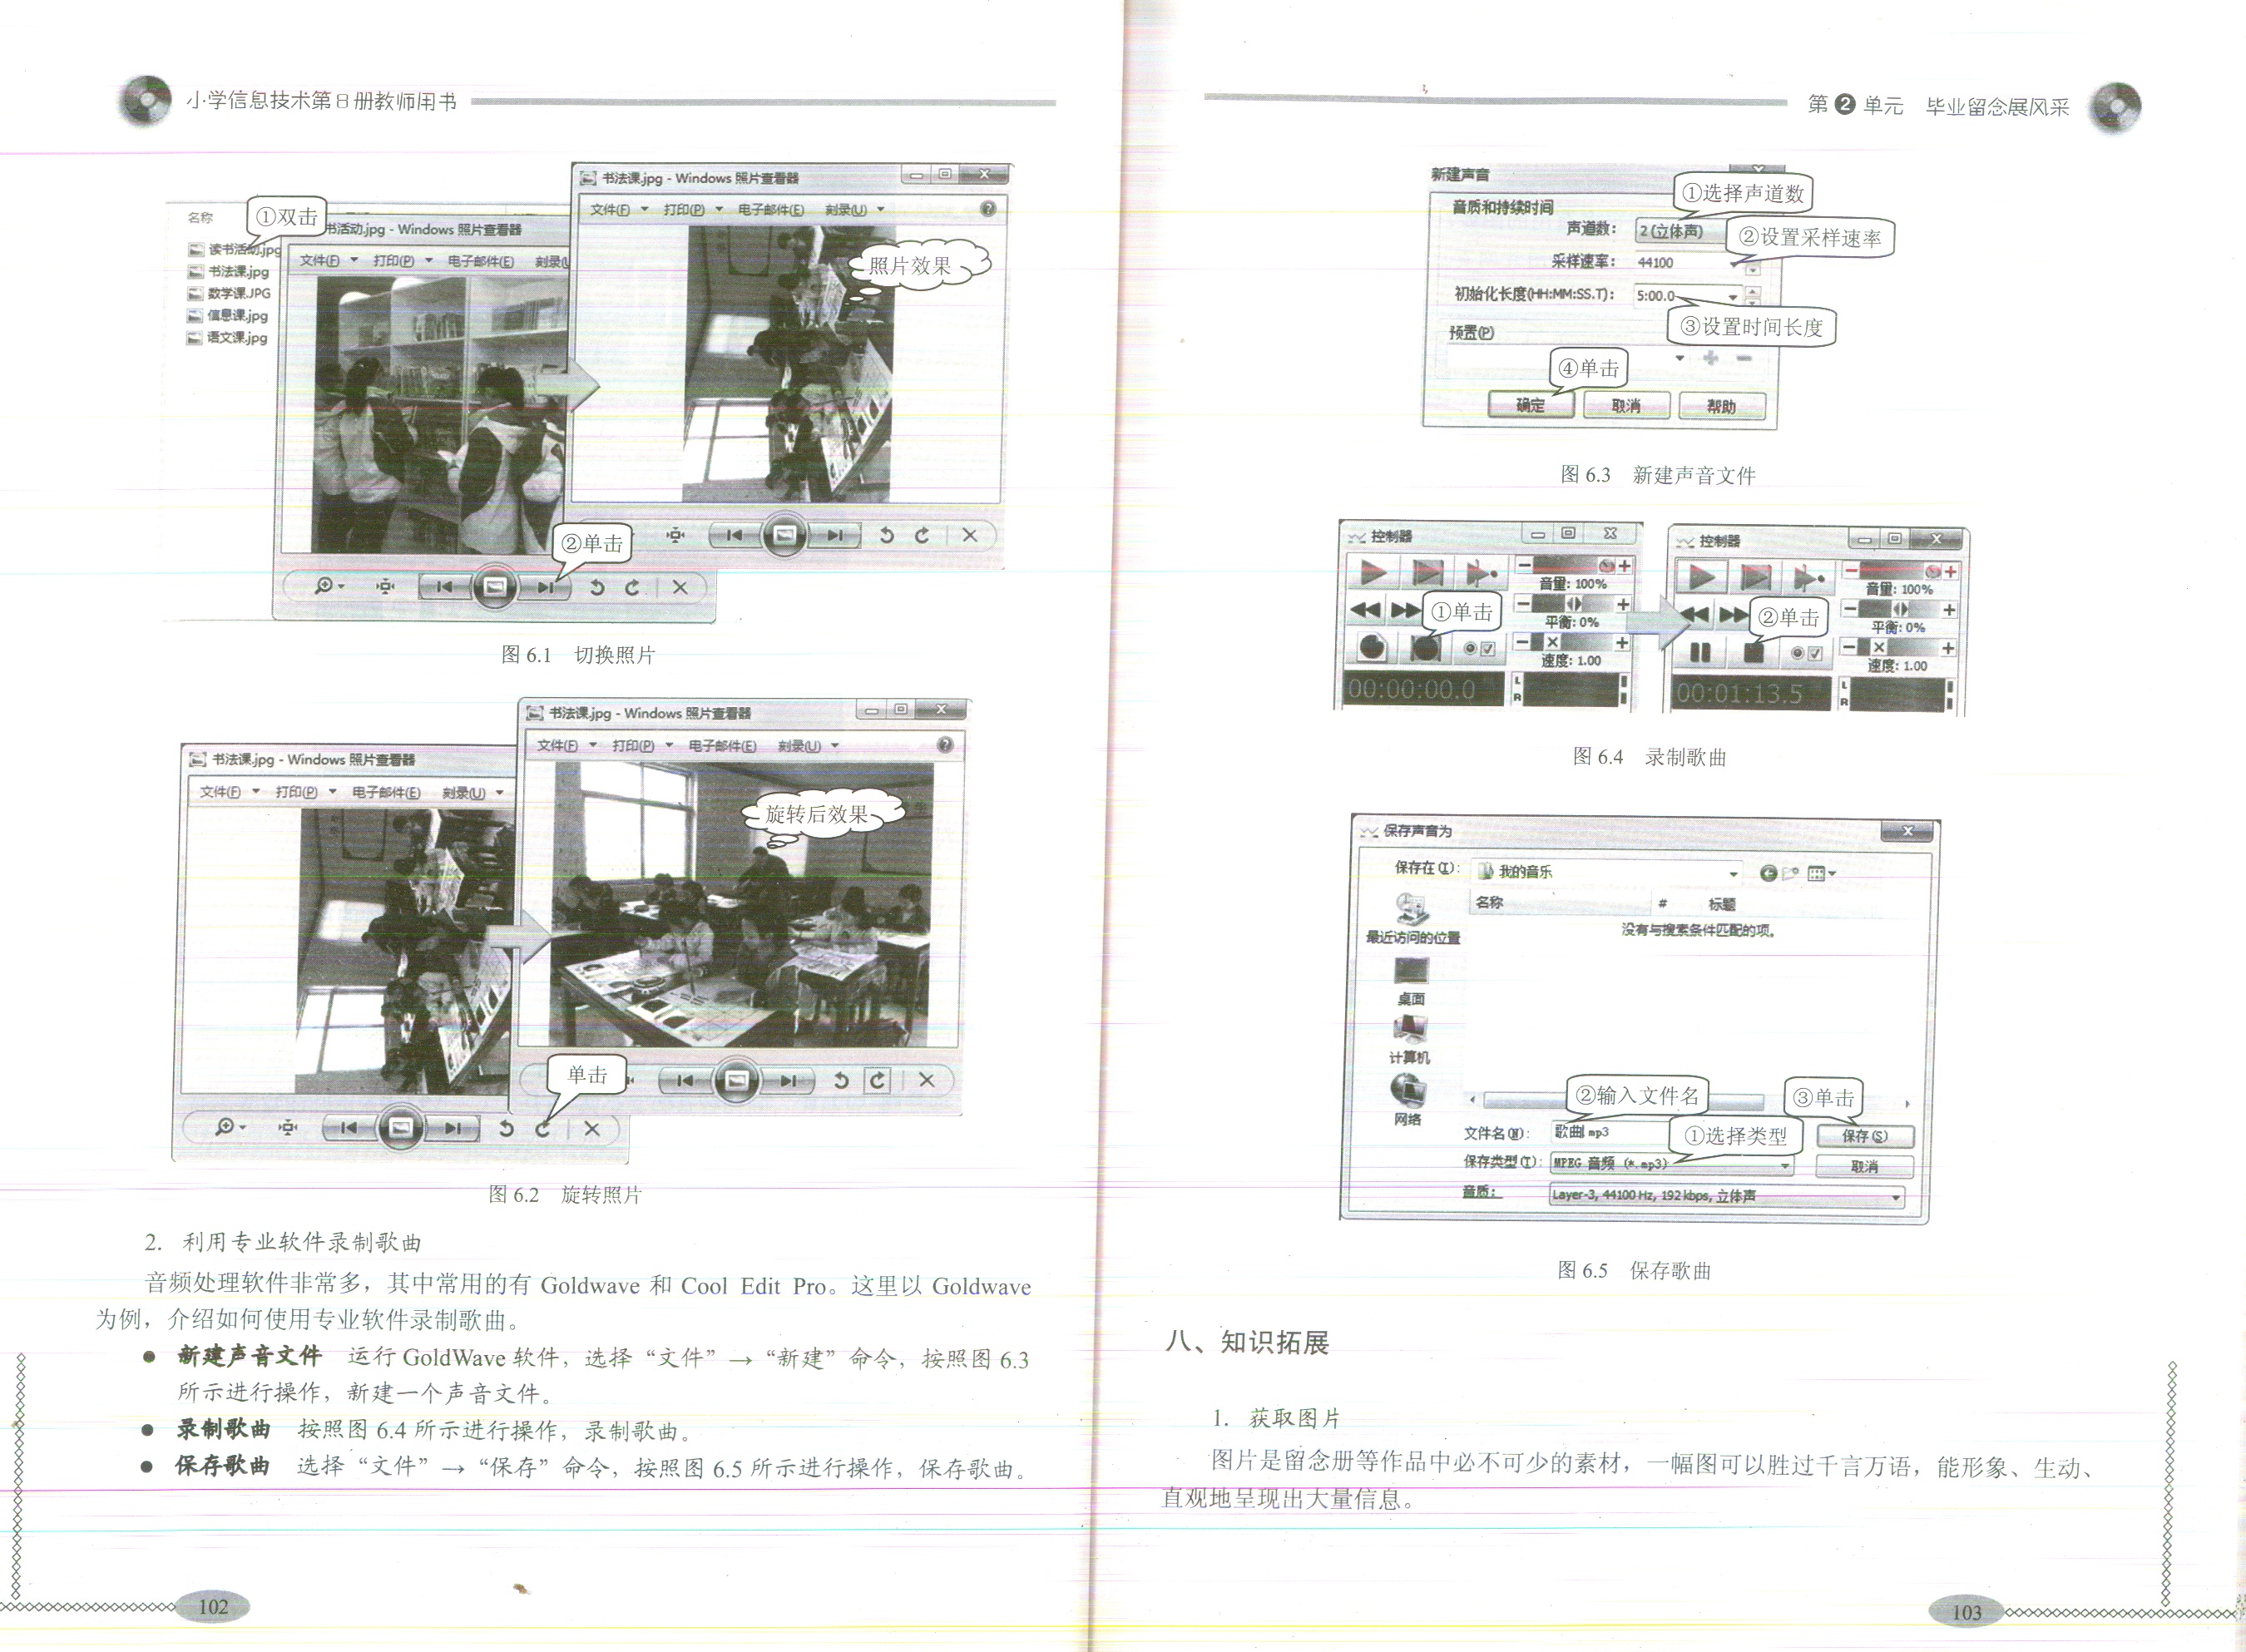 小学信息技术第8册教师用书
名称
①双击
读书活动.jpg
书法课.jpg
数学课.JPG
信息课.jpg
语文课.jpg
书活动.jpg - Windows 照片查看器
文件(F) 打印(P) 电子邮件(E) 刻录(U)
书法课.jpg - Windows 照片查看器
文件(F) 打印(P) 电子邮件(E) 刻录(U)
照片效果
②单击
图 6.1 切换照片
书法课.jpg - Windows 照片查看器
文件(F) 打印(P) 电子邮件(E) 刻录(U)
书法课.jpg - Windows 照片查看器
文件(F) 打印(P) 电子邮件(E) 刻录(U)
旋转后效果
单击
图 6.2 旋转照片
2. 利用专业软件录制歌曲
音频处理软件非常多，其中常用的有 Goldwave 和 Cool Edit Pro。这里以 Goldwave
为例，介绍如何使用专业软件录制歌曲。
● 新建声音文件 运行 GoldWave 软件，选择“文件”→“新建”命令，按照图 6.3
所示进行操作，新建一个声音文件。
● 录制歌曲 按照图 6.4 所示进行操作，录制歌曲。
● 保存歌曲 选择“文件”→“保存”命令，按照图 6.5 所示进行操作，保存歌曲。
102
第2单元 毕业留念展风采
新建声音
①选择声道数
音质和持续时间
声道数： 2 (立体声)
②设置采样速率
采样速率： 44100
初始化长度(HH:MM:SS.T)： 5:00.0
③设置时间长度
预置(P)
④单击
确定 取消 帮助
图 6.3 新建声音文件
控制器
音量: 100%
①单击
平衡: 0%
速度: 1.00
00:00:00.0
L
R
控制器
音量: 100%
②单击
平衡: 0%
速度: 1.00
00:01:13.5
L
R
图 6.4 录制歌曲
保存声音为
保存在(I): 我的音乐
名称 # 标题
没有与搜索条件匹配的项。
最近访问的位置
桌面
计算机
网络
②输入文件名
③单击
文件名(N): 歌曲.mp3
①选择类型
保存(S)
保存类型(T): MPEG 音频 (*.mp3)
取消
音质: Layer-3, 44100 Hz, 192 kbps, 立体声
图 6.5 保存歌曲
八、知识拓展
1. 获取图片
图片是留念册等作品中必不可少的素材，一幅图可以胜过千言万语，能形象、生动、
直观地呈现出大量信息。
103